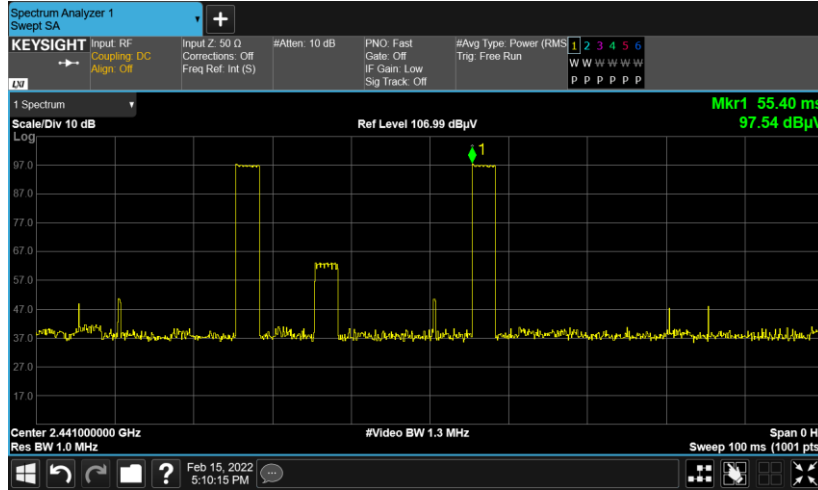 Spectrum Analyzer 1
Swept SA
KEYSIGHT
LXI
Input: RF
Coupling: DC
Align: Off
Input Z: 50 Ω
Corrections: Off
Freq Ref: Int (S)
#Atten: 10 dB
PNO: Fast
Gate: Off
IF Gain: Low
Sig Track: Off
#Avg Type: Power (RMS
Trig: Free Run
1 2 3 4 5 6
W W W W W W
P P P P P P
1 Spectrum
Mkr1 55.40 ms
Scale/Div 10 dB
Ref Level 106.99 dBµV
97.54 dBµV
Log
1
97.0
87.0
77.0
67.0
57.0
47.0
37.0
27.0
17.0
Center 2.441000000 GHz
#Video BW 1.3 MHz
Span 0 H
Res BW 1.0 MHz
Sweep 100 ms (1001 pts
?
Feb 15, 2022
5:10:15 PM